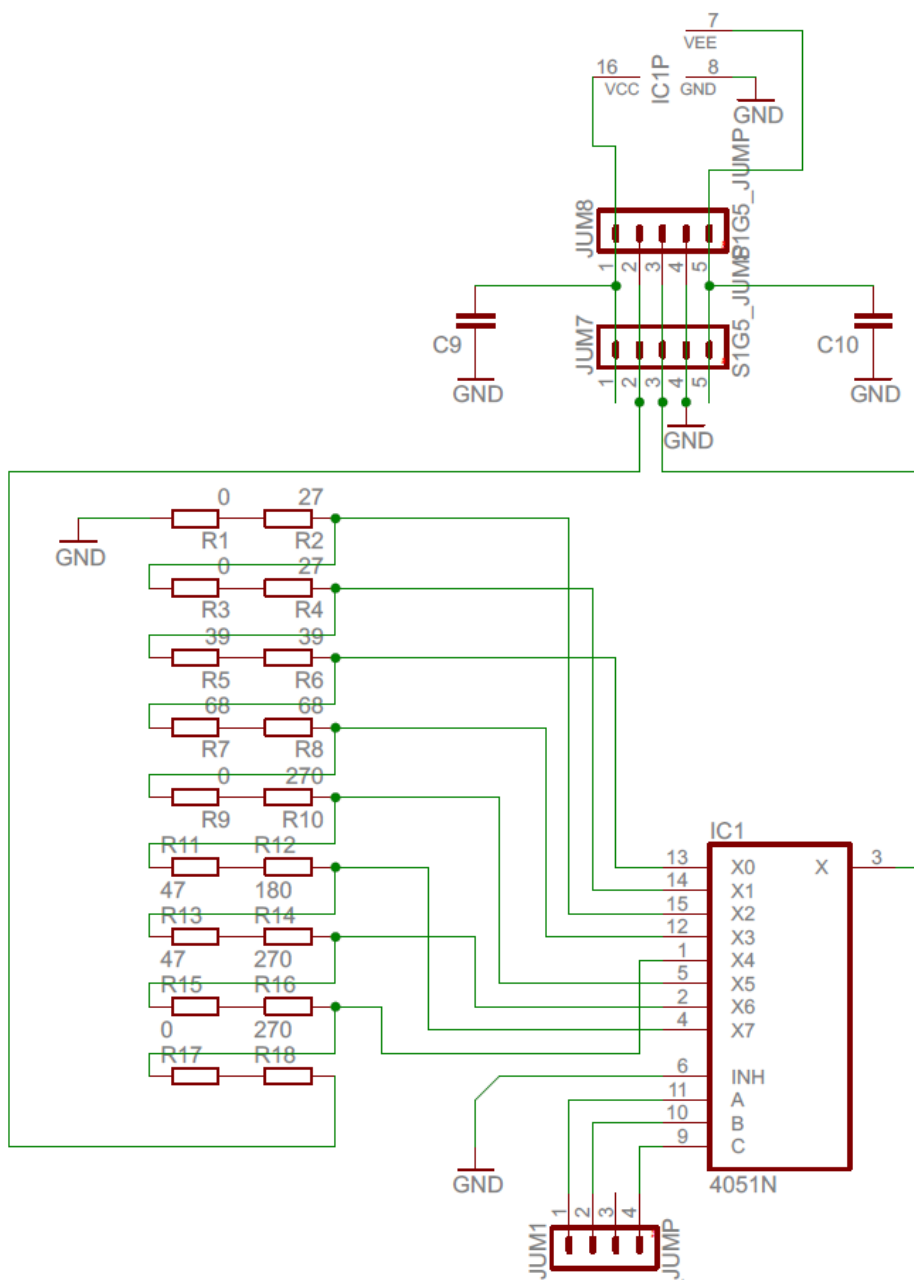 7
VEE
16
8
VCC
IC1P
GND
GND
JUM8
S1G5_JUMP
1
2
3
4
5
C9
JUM7
S1G5_JUMP
C10
GND
1
2
3
4
5
GND
GND
0
27
GND
R1
R2
0
27
R3
R4
39
39
R5
R6
68
68
R7
R8
0
270
R9
R10
IC1
R11
R12
13
X0
X
3
47
180
14
X1
R13
R14
15
X2
12
X3
47
270
1
X4
R15
R16
5
X5
2
X6
0
270
4
X7
R17
R18
6
INH
11
A
10
B
9
C
GND
4051N
1
2
3
4
JUM1
JUMP